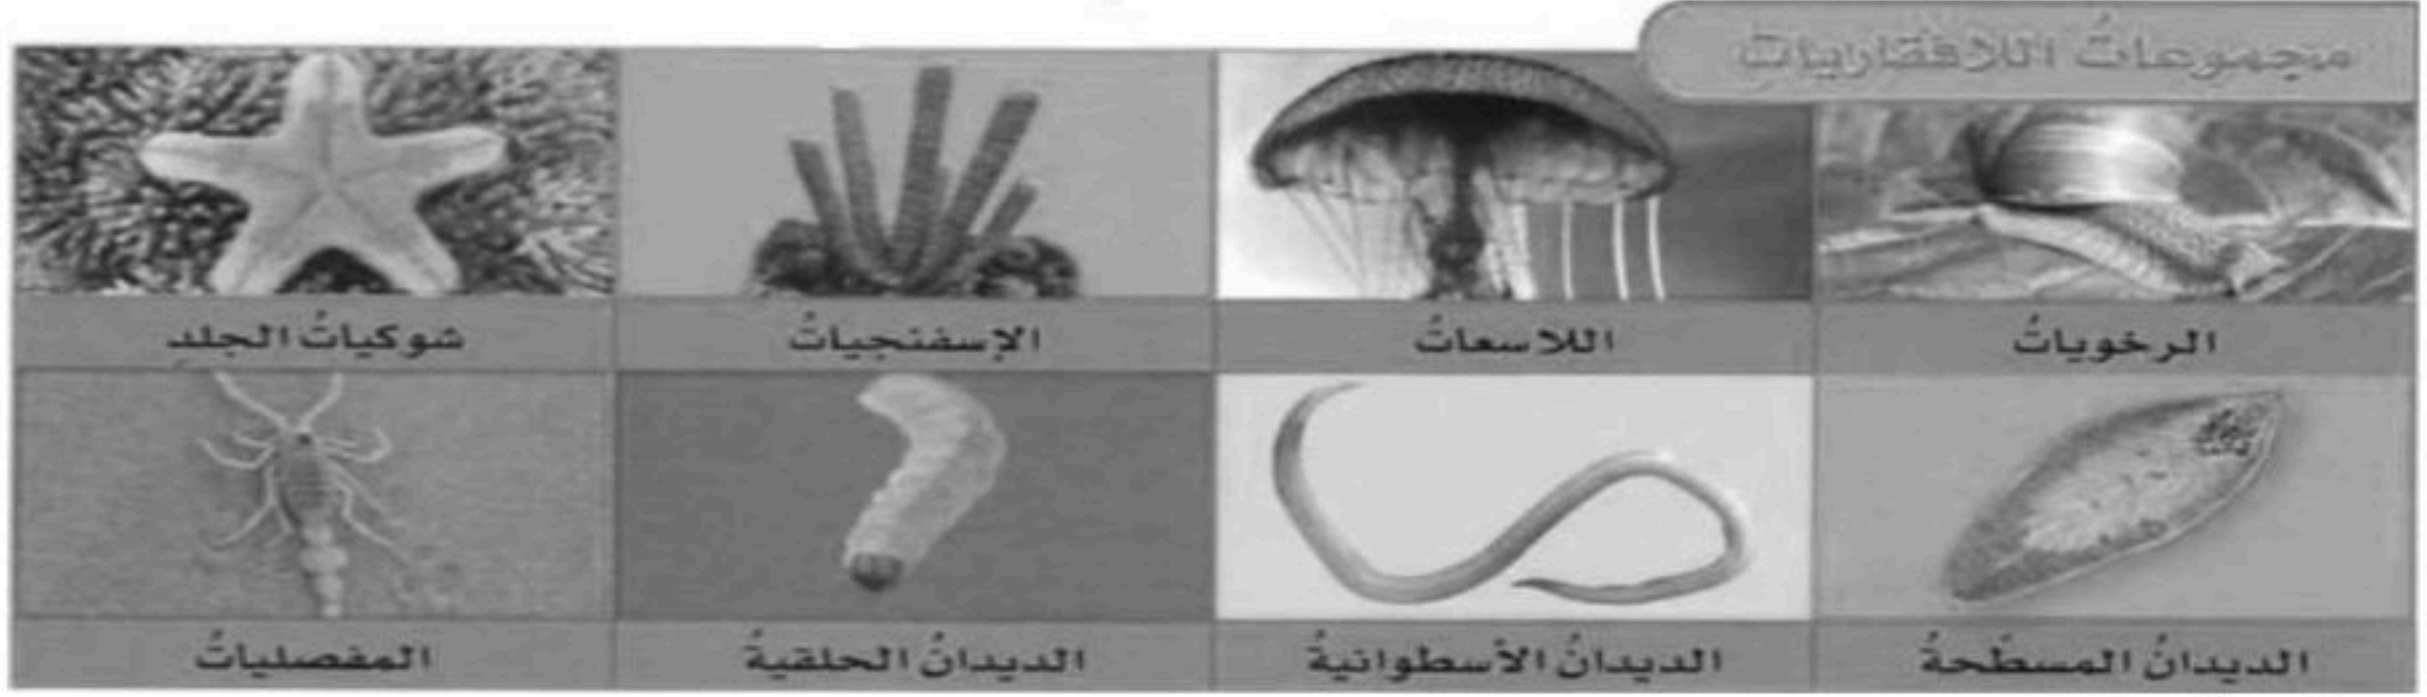 مجموعاتُ اللافقارياتِ
الرخوياتُ
اللاسعاتُ
الإسفنجياتُ
شوكياتُ الجلدِ
الديدانُ المسطَّحةُ
الديدانُ الأسطوانيةُ
الديدانُ الحلقيةُ
المفصلياتُ